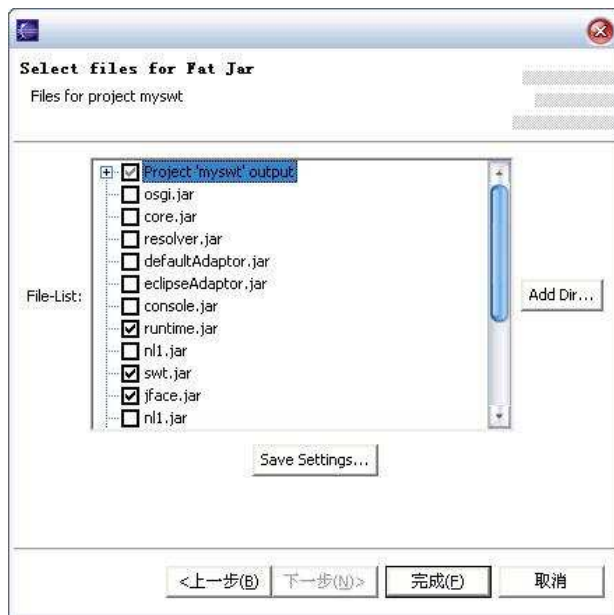 Select files for Fat Jar
Files for project myswt
Project 'myswt' output
osgi.jar
core.jar
resolver.jar
defaultAdaptor.jar
eclipseAdaptor.jar
File-List:
console.jar
Add Dir...
runtime.jar
nl1.jar
swt.jar
jface.jar
nl1.jar
Save Settings...
<上一步(B)
下一步(N)>
完成(F)
取消